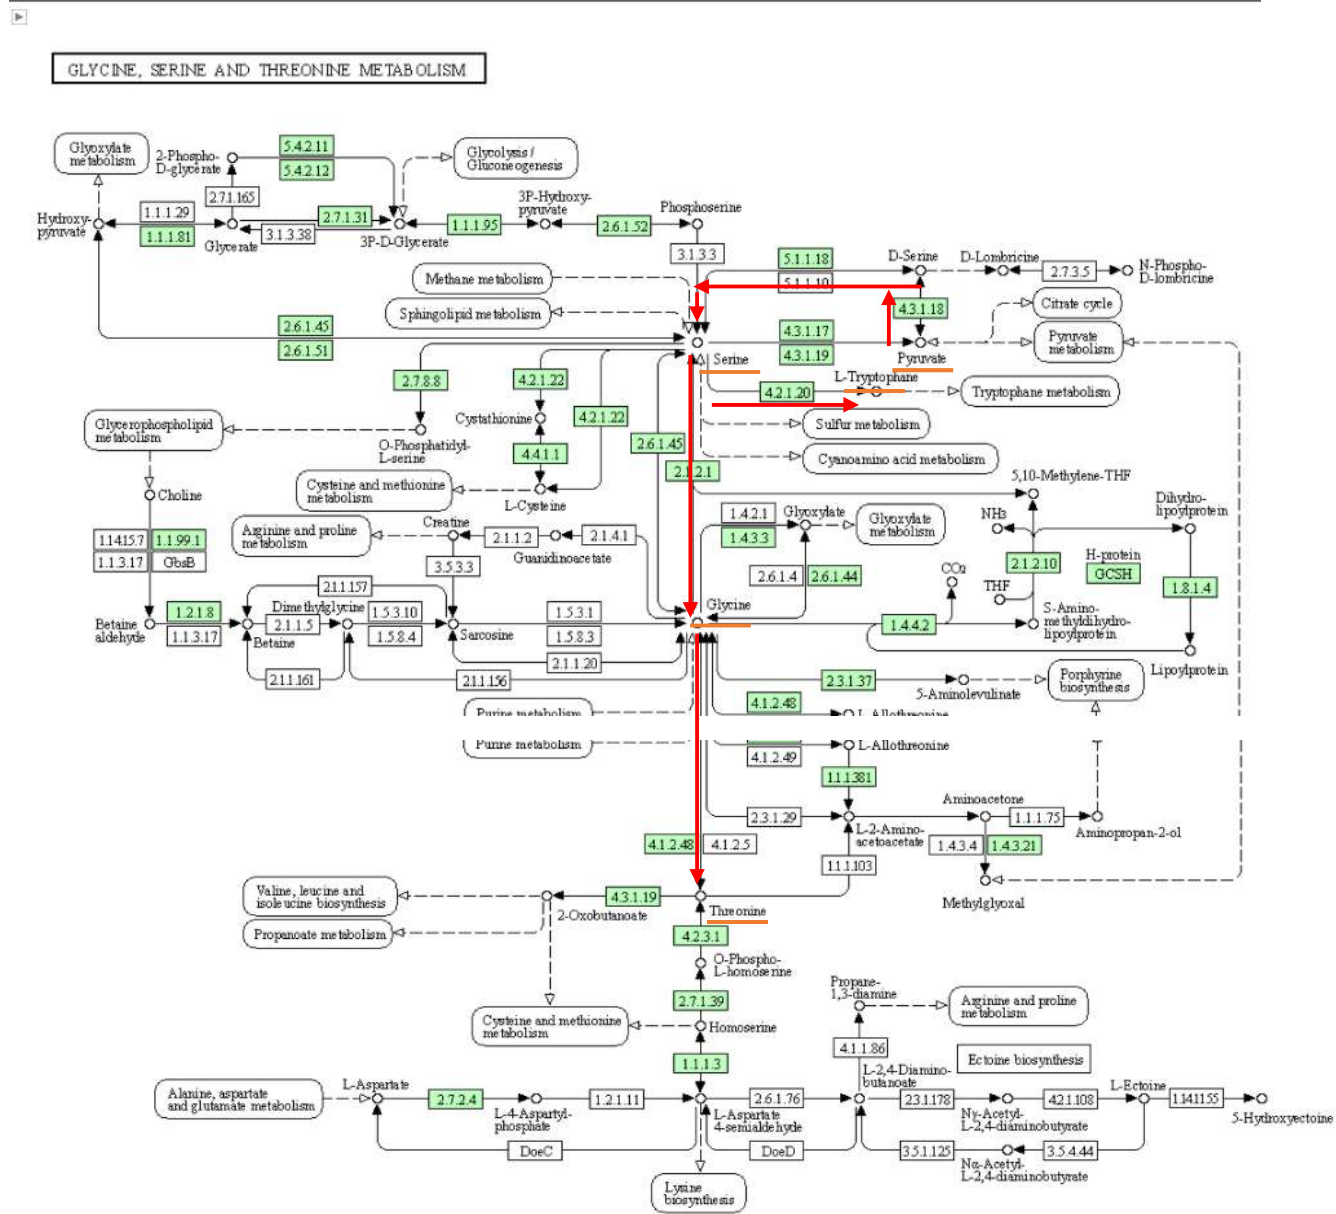 GLYCINE, SERINE AND THREONINE METABOLISM
Glyoxylate
metabolism
2-Phospho-
D-glycerate
5.4.2.11
5.4.2.12
Glycolysis /
Gluconeogenesis
2.7.1.165
Hydroxy-
pyruvate
1.1.1.29
1.1.1.81
Glycerate
2.7.1.31
3.1.3.38
3P-D-Glycerate
1.1.1.95
3P-Hydroxy-
pyruvate
2.6.1.52
Phosphoserine
3.1.3.3
Methane metabolism
Sphingolipid metabolism
5.1.1.18
5.1.1.10
D-Serine
D-Lombricine
2.7.3.5
N-Phospho-
D-lombricine
4.3.1.18
Citrate cycle
Pyruvate
metabolism
2.6.1.45
2.6.1.51
Serine
4.3.1.17
4.3.1.19
Pyruvate
2.7.8.8
4.2.1.22
4.2.1.22
4.2.1.20
L-Tryptophane
Tryptophane metabolism
Glycerophospholipid
metabolism
O-Phosphatidyl-
L-serine
Cystathionine
4.4.1.1
2.6.1.45
2.1.2.1
Sulfur metabolism
Cyanoamino acid metabolism
Cysteine and methionine
metabolism
L-Cysteine
5,10-Methylene-THF
Choline
Arginine and proline
metabolism
Creatine
2.1.1.2
Guanidinoacetate
2.1.4.1
1.4.2.1
1.4.3.3
Glyoxylate
Glyoxylate
metabolism
NH3
Dihydro-
lipoylprotein
1.14.15.7
1.1.99.1
1.1.3.17
GbsB
3.5.3.3
2.6.1.4
2.6.1.44
CO2
THF
2.1.2.10
H-protein
GCSH
1.8.1.4
2.1.1.157
Betaine
aldehyde
1.2.1.8
1.1.3.17
Betaine
2.1.1.5
Dimethylglycine
1.5.3.10
1.5.8.4
Sarcosine
1.5.3.1
1.5.8.3
2.1.1.20
Glycine
1.4.4.2
S-Amino-
methyldihydro-
lipoylprotein
Lipoylprotein
2.1.1.161
2.1.1.156
2.3.1.37
5-Aminolevulinate
Porphyrine
biosynthesis
Purine metabolism
4.1.2.48
L-Allothreonine
Purine metabolism
4.1.2.49
L-Allothreonine
1.1.1.381
2.3.1.29
L-2-Amino-
acetoacetate
Aminoacetone
1.1.1.75
Aminopropan-2-ol
4.1.2.48
4.1.2.5
1.1.1.103
1.4.3.4
1.4.3.21
Methylglyoxal
Valine, leucine and
isoleucine biosynthesis
Propanoate metabolism
2-Oxobutanoate
4.3.1.19
Threonine
4.2.3.1
O-Phospho-
L-homoserine
2.7.1.39
Cysteine and methionine
metabolism
Homoserine
1.1.1.3
Propane-
1,3-diamine
Arginine and proline
metabolism
4.1.1.86
Ectoine biosynthesis
Alanine, aspartate
and glutamate metabolism
L-Aspartate
2.7.2.4
L-4-Aspartyl-
phosphate
1.2.1.11
L-Aspartate
4-semialdehyde
2.6.1.76
L-2,4-Diamino-
butanoate
2.3.1.178
Nγ-Acetyl-
L-2,4-diaminobutyrate
4.2.1.108
L-Ectoine
1.14.11.55
5-Hydroxyectoine
DoeC
DoeD
3.5.1.125
Nα-Acetyl-
L-2,4-diaminobutyrate
3.5.4.44
Lysine
biosynthesis